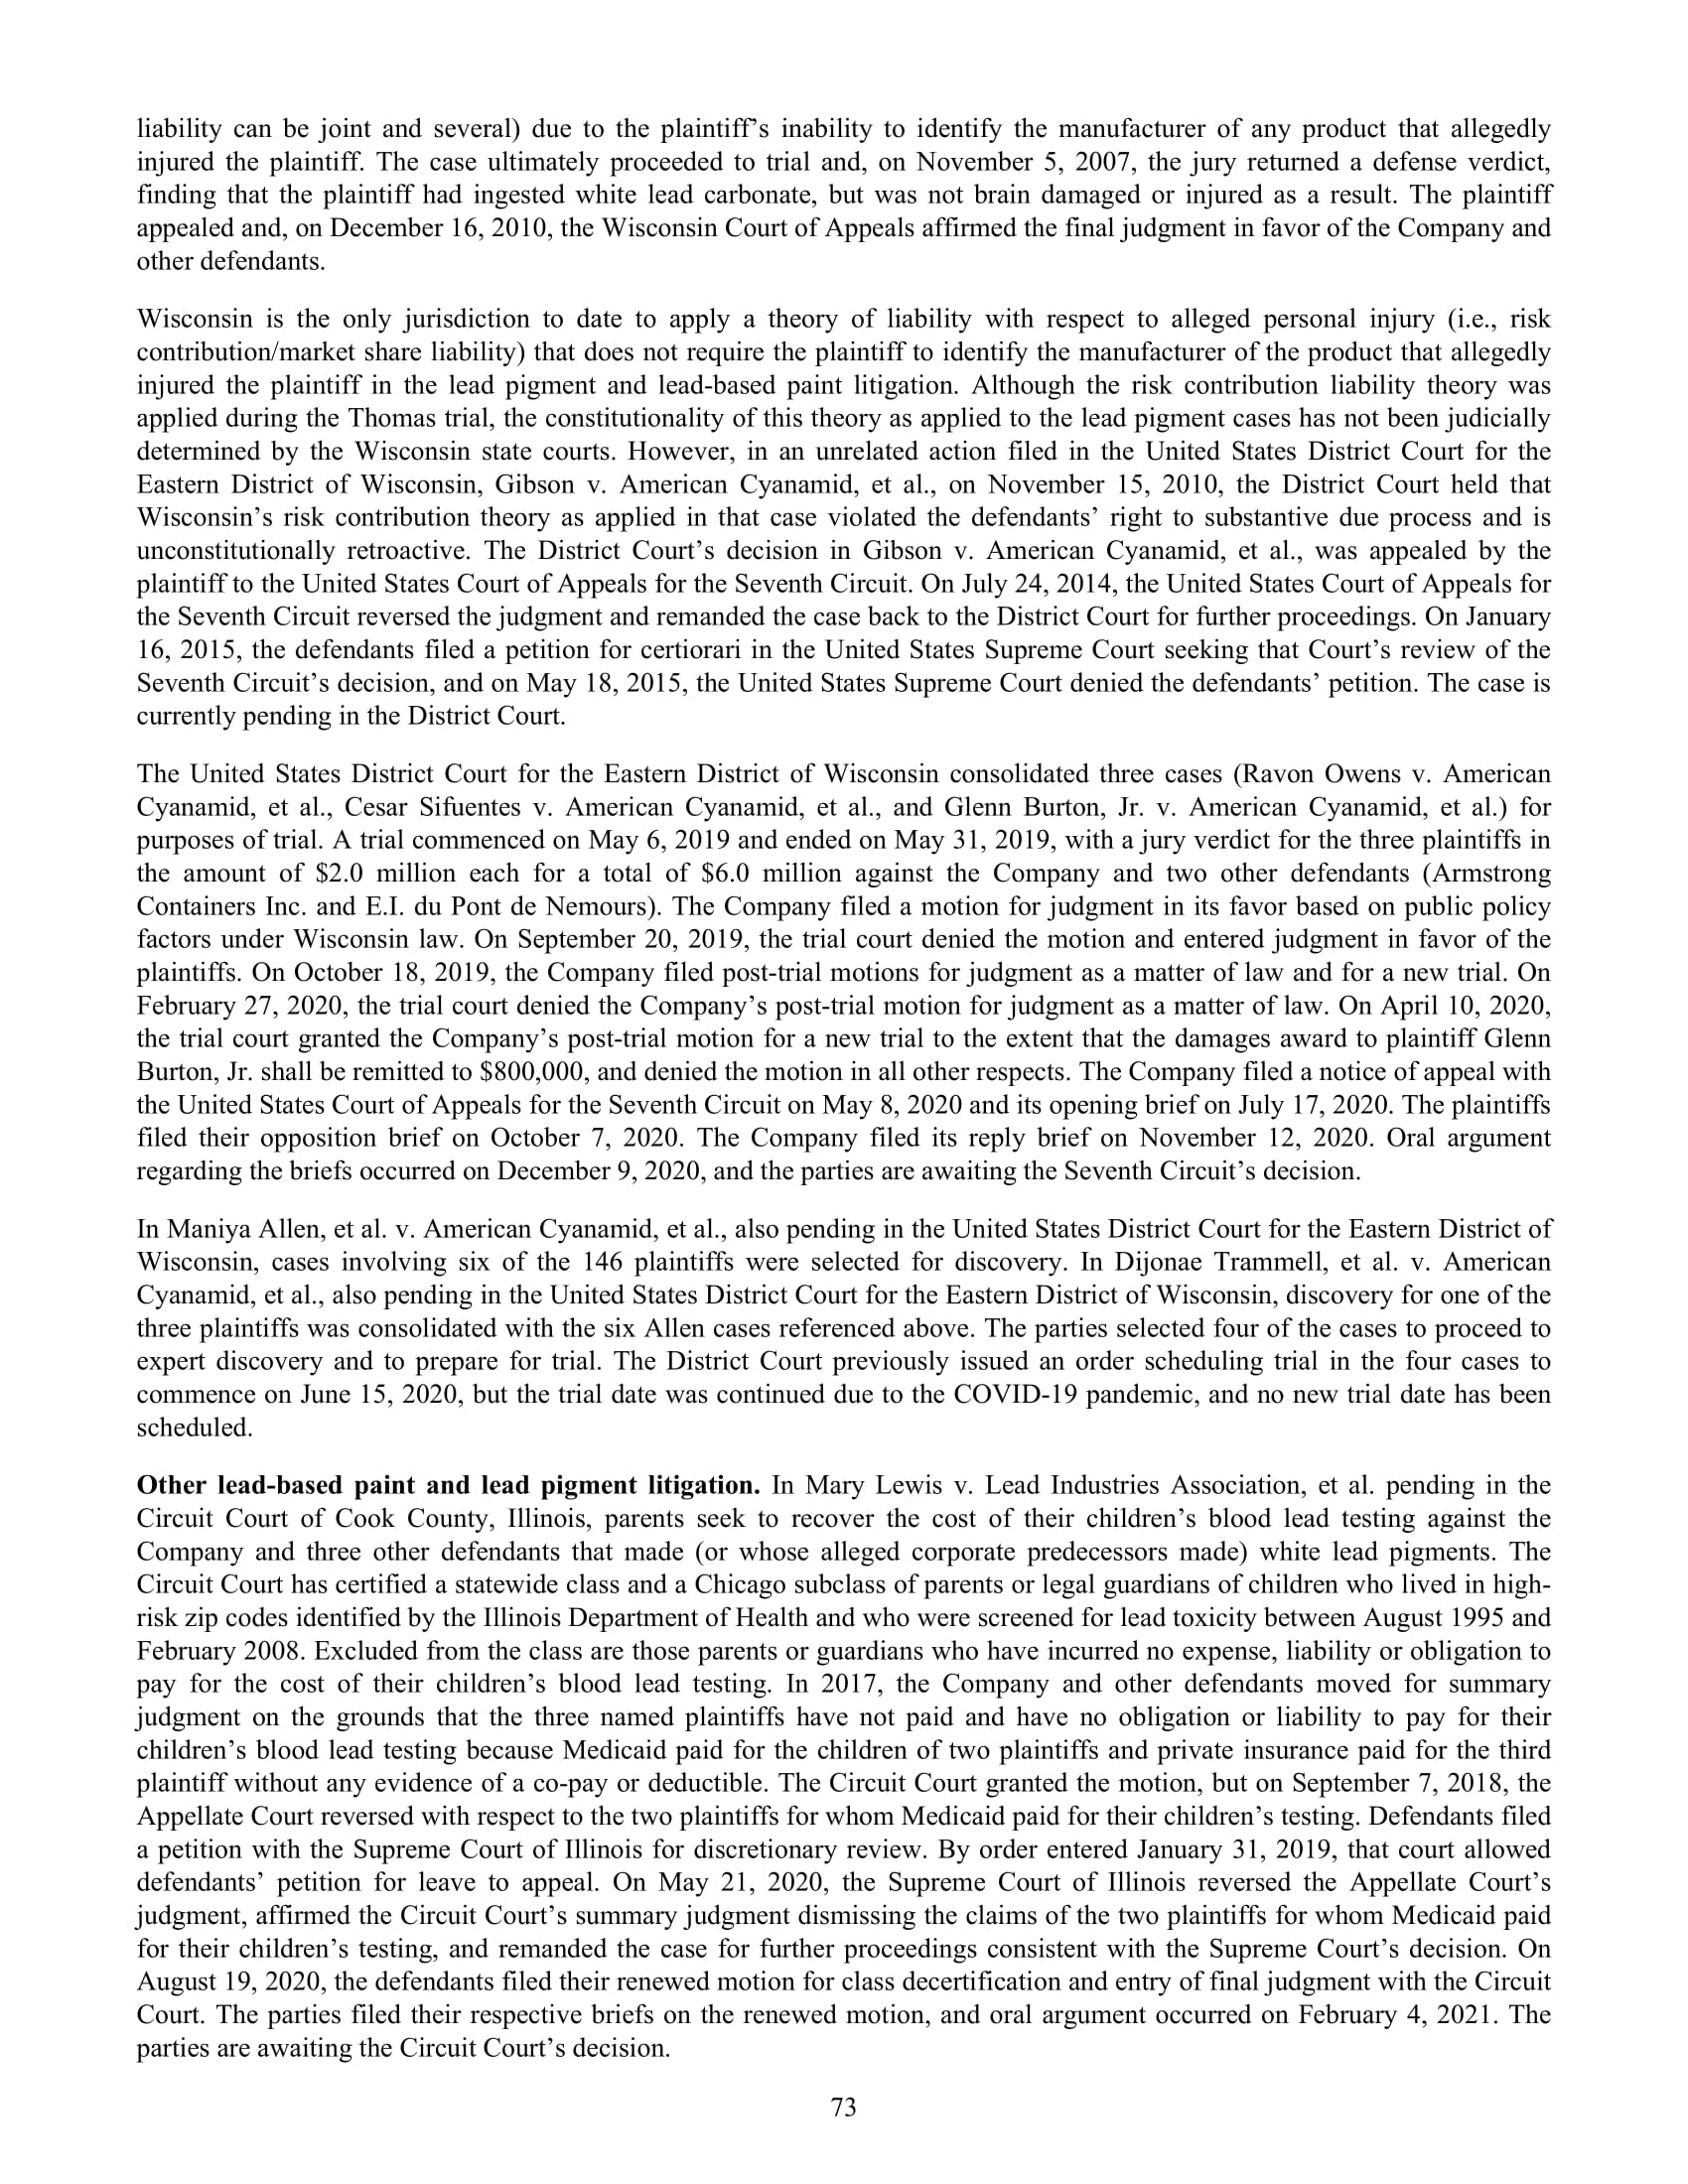 liability can be joint and several) due to the plaintiff’s inability to identify the manufacturer of any product that allegedly
injured the plaintiff. The case ultimately proceeded to trial and, on November 5, 2007, the jury returned a defense verdict,
finding that the plaintiff had ingested white lead carbonate, but was not brain damaged or injured as a result. The plaintiff
appealed and, on December 16, 2010, the Wisconsin Court of Appeals affirmed the final judgment in favor of the Company and
other defendants.
Wisconsin is the only jurisdiction to date to apply a theory of liability with respect to alleged personal injury (i.e., risk
contribution/market share liability) that does not require the plaintiff to identify the manufacturer of the product that allegedly
injured the plaintiff in the lead pigment and lead-based paint litigation. Although the risk contribution liability theory was
applied during the Thomas trial, the constitutionality of this theory as applied to the lead pigment cases has not been judicially
determined by the Wisconsin state courts. However, in an unrelated action filed in the United States District Court for the
Eastern District of Wisconsin, Gibson v. American Cyanamid, et al., on November 15, 2010, the District Court held that
Wisconsin’s risk contribution theory as applied in that case violated the defendants’ right to substantive due process and is
unconstitutionally retroactive. The District Court’s decision in Gibson v. American Cyanamid, et al., was appealed by the
plaintiff to the United States Court of Appeals for the Seventh Circuit. On July 24, 2014, the United States Court of Appeals for
the Seventh Circuit reversed the judgment and remanded the case back to the District Court for further proceedings. On January
16, 2015, the defendants filed a petition for certiorari in the United States Supreme Court seeking that Court’s review of the
Seventh Circuit’s decision, and on May 18, 2015, the United States Supreme Court denied the defendants’ petition. The case is
currently pending in the District Court.
The United States District Court for the Eastern District of Wisconsin consolidated three cases (Ravon Owens v. American
Cyanamid, et al., Cesar Sifuentes v. American Cyanamid, et al., and Glenn Burton, Jr. v. American Cyanamid, et al.) for
purposes of trial. A trial commenced on May 6, 2019 and ended on May 31, 2019, with a jury verdict for the three plaintiffs in
the amount of $2.0 million each for a total of $6.0 million against the Company and two other defendants (Armstrong
Containers Inc. and E.I. du Pont de Nemours). The Company filed a motion for judgment in its favor based on public policy
factors under Wisconsin law. On September 20, 2019, the trial court denied the motion and entered judgment in favor of the
plaintiffs. On October 18, 2019, the Company filed post-trial motions for judgment as a matter of law and for a new trial. On
February 27, 2020, the trial court denied the Company’s post-trial motion for judgment as a matter of law. On April 10, 2020,
the trial court granted the Company’s post-trial motion for a new trial to the extent that the damages award to plaintiff Glenn
Burton, Jr. shall be remitted to $800,000, and denied the motion in all other respects. The Company filed a notice of appeal with
the United States Court of Appeals for the Seventh Circuit on May 8, 2020 and its opening brief on July 17, 2020. The plaintiffs
filed their opposition brief on October 7, 2020. The Company filed its reply brief on November 12, 2020. Oral argument
regarding the briefs occurred on December 9, 2020, and the parties are awaiting the Seventh Circuit’s decision.
In Maniya Allen, et al. v. American Cyanamid, et al., also pending in the United States District Court for the Eastern District of
Wisconsin, cases involving six of the 146 plaintiffs were selected for discovery. In Dijonae Trammell, et al. v. American
Cyanamid, et al., also pending in the United States District Court for the Eastern District of Wisconsin, discovery for one of the
three plaintiffs was consolidated with the six Allen cases referenced above. The parties selected four of the cases to proceed to
expert discovery and to prepare for trial. The District Court previously issued an order scheduling trial in the four cases to
commence on June 15, 2020, but the trial date was continued due to the COVID-19 pandemic, and no new trial date has been
scheduled.
Other lead-based paint and lead pigment litigation. In Mary Lewis v. Lead Industries Association, et al. pending in the
Circuit Court of Cook County, Illinois, parents seek to recover the cost of their children’s blood lead testing against the
Company and three other defendants that made (or whose alleged corporate predecessors made) white lead pigments. The
Circuit Court has certified a statewide class and a Chicago subclass of parents or legal guardians of children who lived in high-
risk zip codes identified by the Illinois Department of Health and who were screened for lead toxicity between August 1995 and
February 2008. Excluded from the class are those parents or guardians who have incurred no expense, liability or obligation to
pay for the cost of their children’s blood lead testing. In 2017, the Company and other defendants moved for summary
judgment on the grounds that the three named plaintiffs have not paid and have no obligation or liability to pay for their
children’s blood lead testing because Medicaid paid for the children of two plaintiffs and private insurance paid for the third
plaintiff without any evidence of a co-pay or deductible. The Circuit Court granted the motion, but on September 7, 2018, the
Appellate Court reversed with respect to the two plaintiffs for whom Medicaid paid for their children’s testing. Defendants filed
a petition with the Supreme Court of Illinois for discretionary review. By order entered January 31, 2019, that court allowed
defendants’ petition for leave to appeal. On May 21, 2020, the Supreme Court of Illinois reversed the Appellate Court’s
judgment, affirmed the Circuit Court’s summary judgment dismissing the claims of the two plaintiffs for whom Medicaid paid
for their children’s testing, and remanded the case for further proceedings consistent with the Supreme Court’s decision. On
August 19, 2020, the defendants filed their renewed motion for class decertification and entry of final judgment with the Circuit
Court. The parties filed their respective briefs on the renewed motion, and oral argument occurred on February 4, 2021. The
parties are awaiting the Circuit Court’s decision.
73